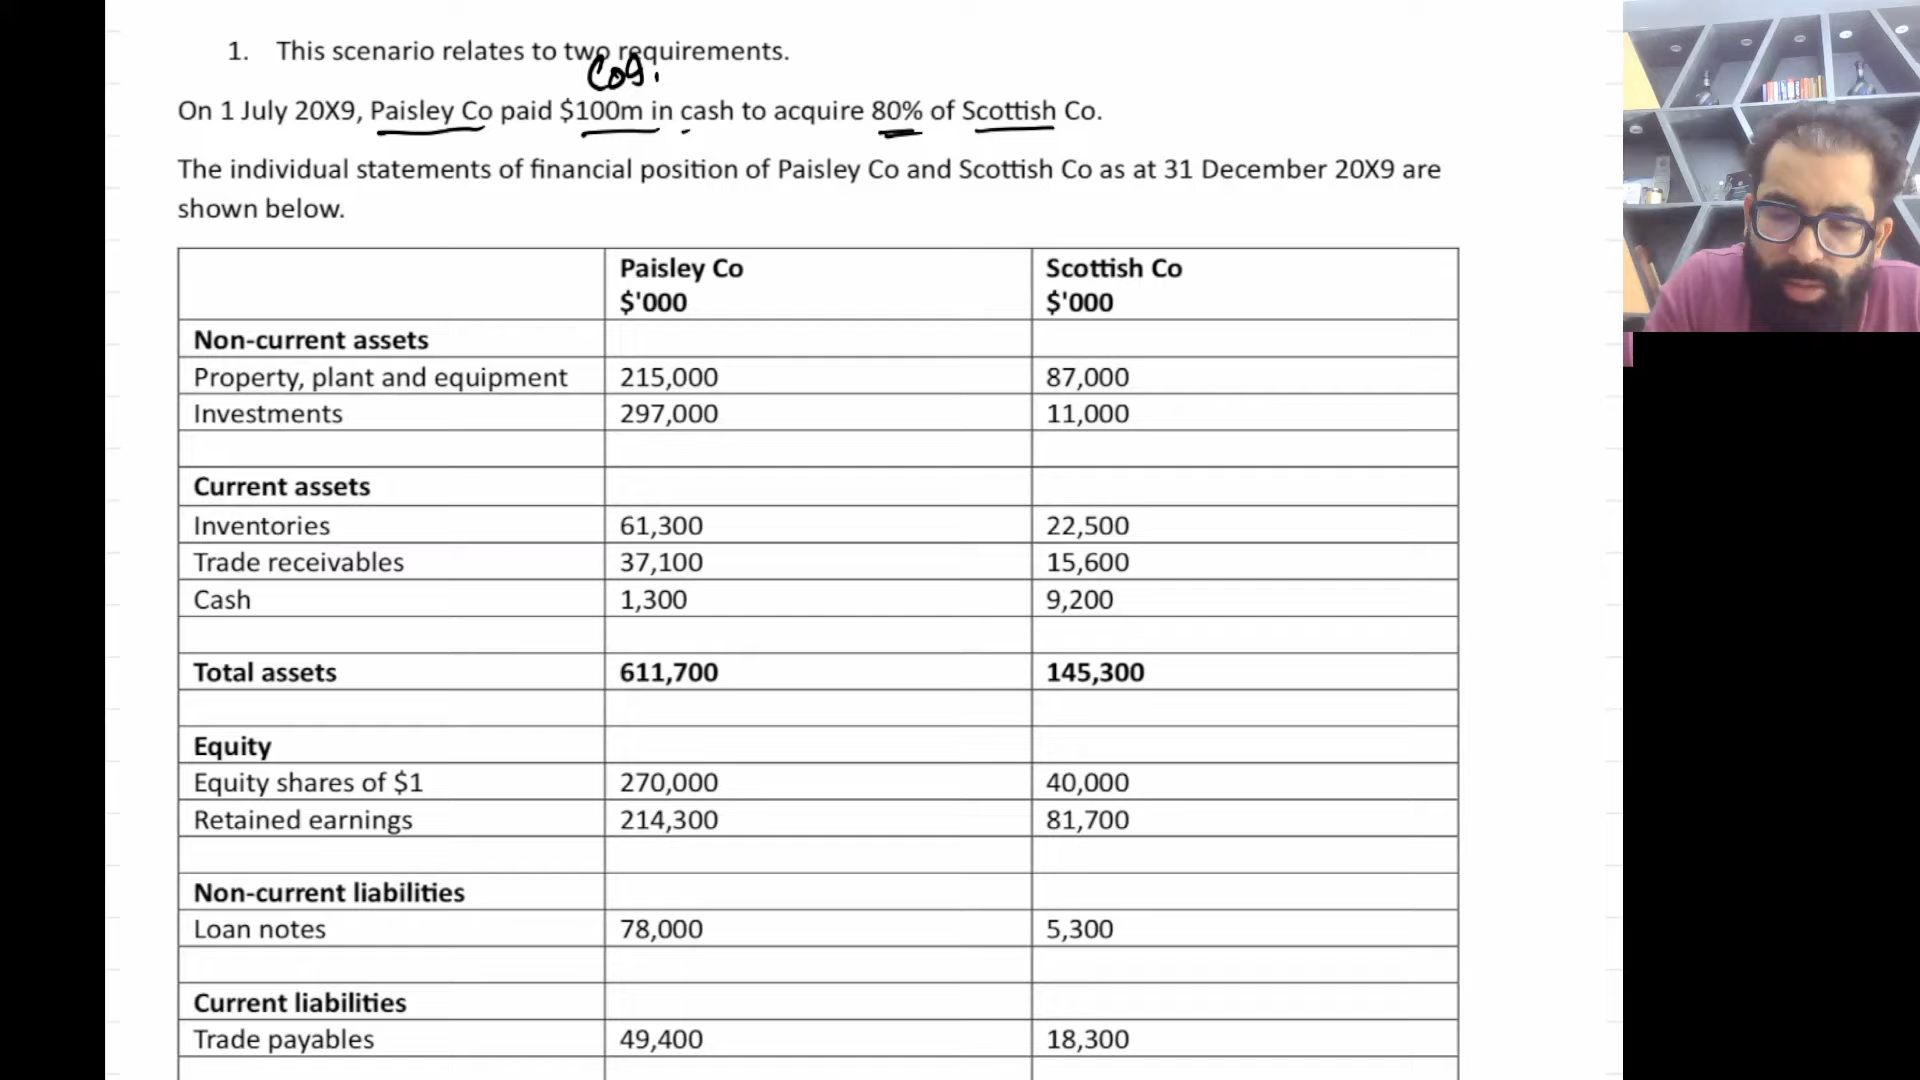 1. This scenario relates to two requirements.
COA.
On 1 July 20X9, Paisley Co paid $100m in cash to acquire 80% of Scottish Co.
The individual statements of financial position of Paisley Co and Scottish Co as at 31 December 20X9 are
shown below.
Paisley Co Scottish Co
$'000 $'000
Non-current assets
Property, plant and equipment 215,000 87,000
Investments 297,000 11,000
Current assets
Inventories 61,300 22,500
Trade receivables 37,100 15,600
Cash 1,300 9,200
Total assets 611,700 145,300
Equity
Equity shares of $1 270,000 40,000
Retained earnings 214,300 81,700
Non-current liabilities
Loan notes 78,000 5,300
Current liabilities
Trade payables 49,400 18,300